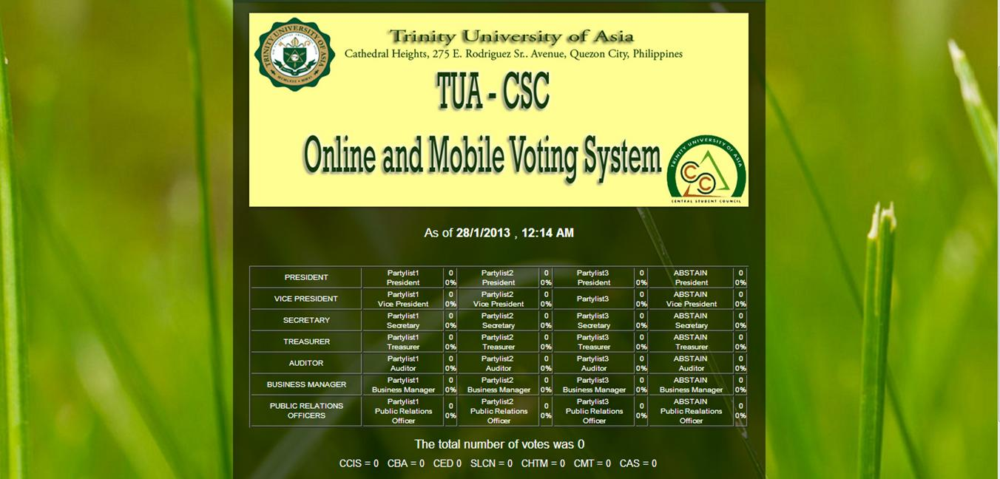 TRINITY UNIVERSITY OF ASIA
Trinity University of Asia
Cathedral Heights, 275 E. Rodriguez Sr.. Avenue, Quezon City, Philippines
TUA - CSC
Online and Mobile Voting System
TRINITY UNIVERSITY OF ASIA
CSC
CENTRAL STUDENT COUNCIL
As of 28/1/2013 , 12:14 AM
PRESIDENT
Partylist1
President
0
0%
Partylist2
President
0
0%
Partylist3
President
0
0%
ABSTAIN
President
0
0%
VICE PRESIDENT
Partylist1
Vice President
0
0%
Partylist2
Vice President
0
0%
Partylist3
0
0%
ABSTAIN
Vice President
0
0%
SECRETARY
Partylist1
Secretary
0
0%
Partylist2
Secretary
0
0%
Partylist3
Secretary
0
0%
ABSTAIN
Secretary
0
0%
TREASURER
Partylist1
Treasurer
0
0%
Partylist2
Treasurer
0
0%
Partylist3
Treasurer
0
0%
ABSTAIN
Treasurer
0
0%
AUDITOR
Partylist1
Auditor
0
0%
Partylist2
Auditor
0
0%
Partylist3
Auditor
0
0%
ABSTAIN
Auditor
0
0%
BUSINESS MANAGER
Partylist1
Business Manager
0
0%
Partylist2
Business Manager
0
0%
Partylist3
Business Manager
0
0%
ABSTAIN
Business Manager
0
0%
PUBLIC RELATIONS
OFFICERS
Partylist1
Public Relations
Officer
0
0%
Partylist2
Public Relations
Officer
0
0%
Partylist3
Public Relations
Officer
0
0%
ABSTAIN
Public Realations
Officer
0
0%
The total number of votes was 0
CCIS = 0 CBA = 0 CED 0 SLCN = 0 CHTM = 0 CMT = 0 CAS = 0